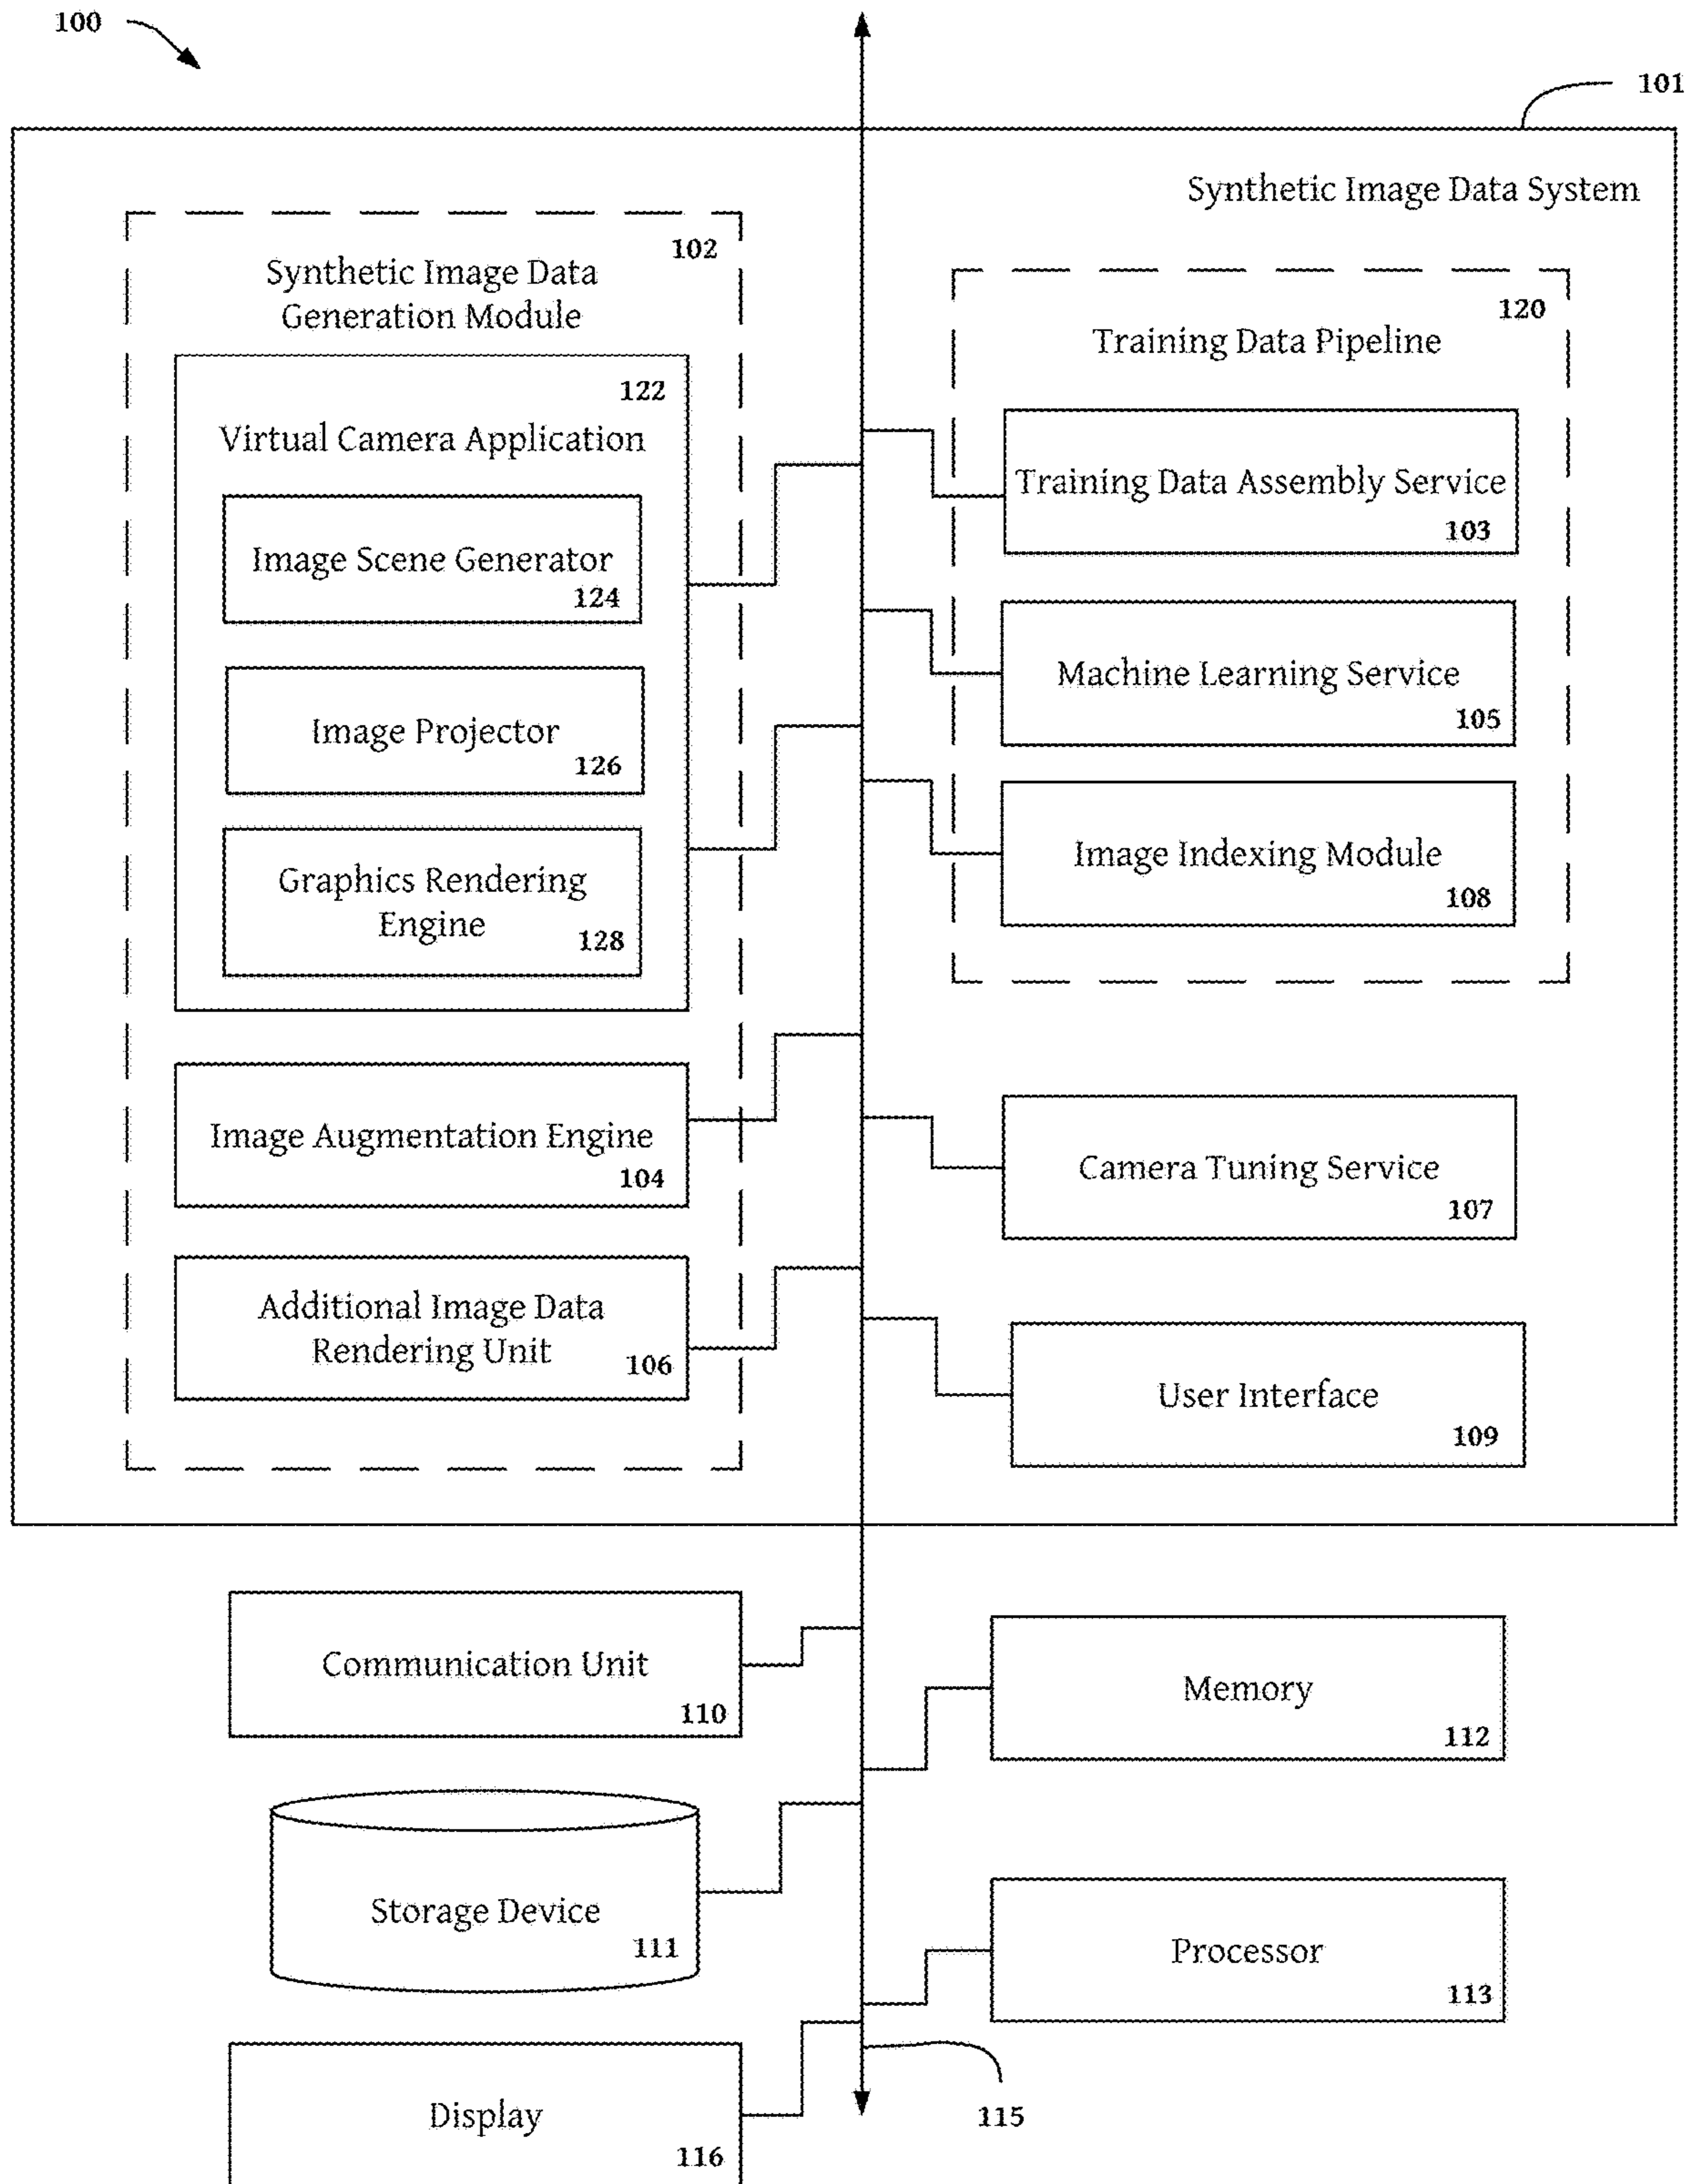 100
101
Synthetic Image Data System
102
Synthetic Image Data
Generation Module
122
Virtual Camera Application
Image Scene Generator
124
Image Projector
126
Graphics Rendering
Engine
128
Image Augmentation Engine
104
Additional Image Data
Rendering Unit
106
120
Training Data Pipeline
Training Data Assembly Service
103
Machine Learning Service
105
Image Indexing Module
108
Camera Tuning Service
107
User Interface
109
Communication Unit
110
Memory
112
Storage Device
111
Processor
113
Display
116
115